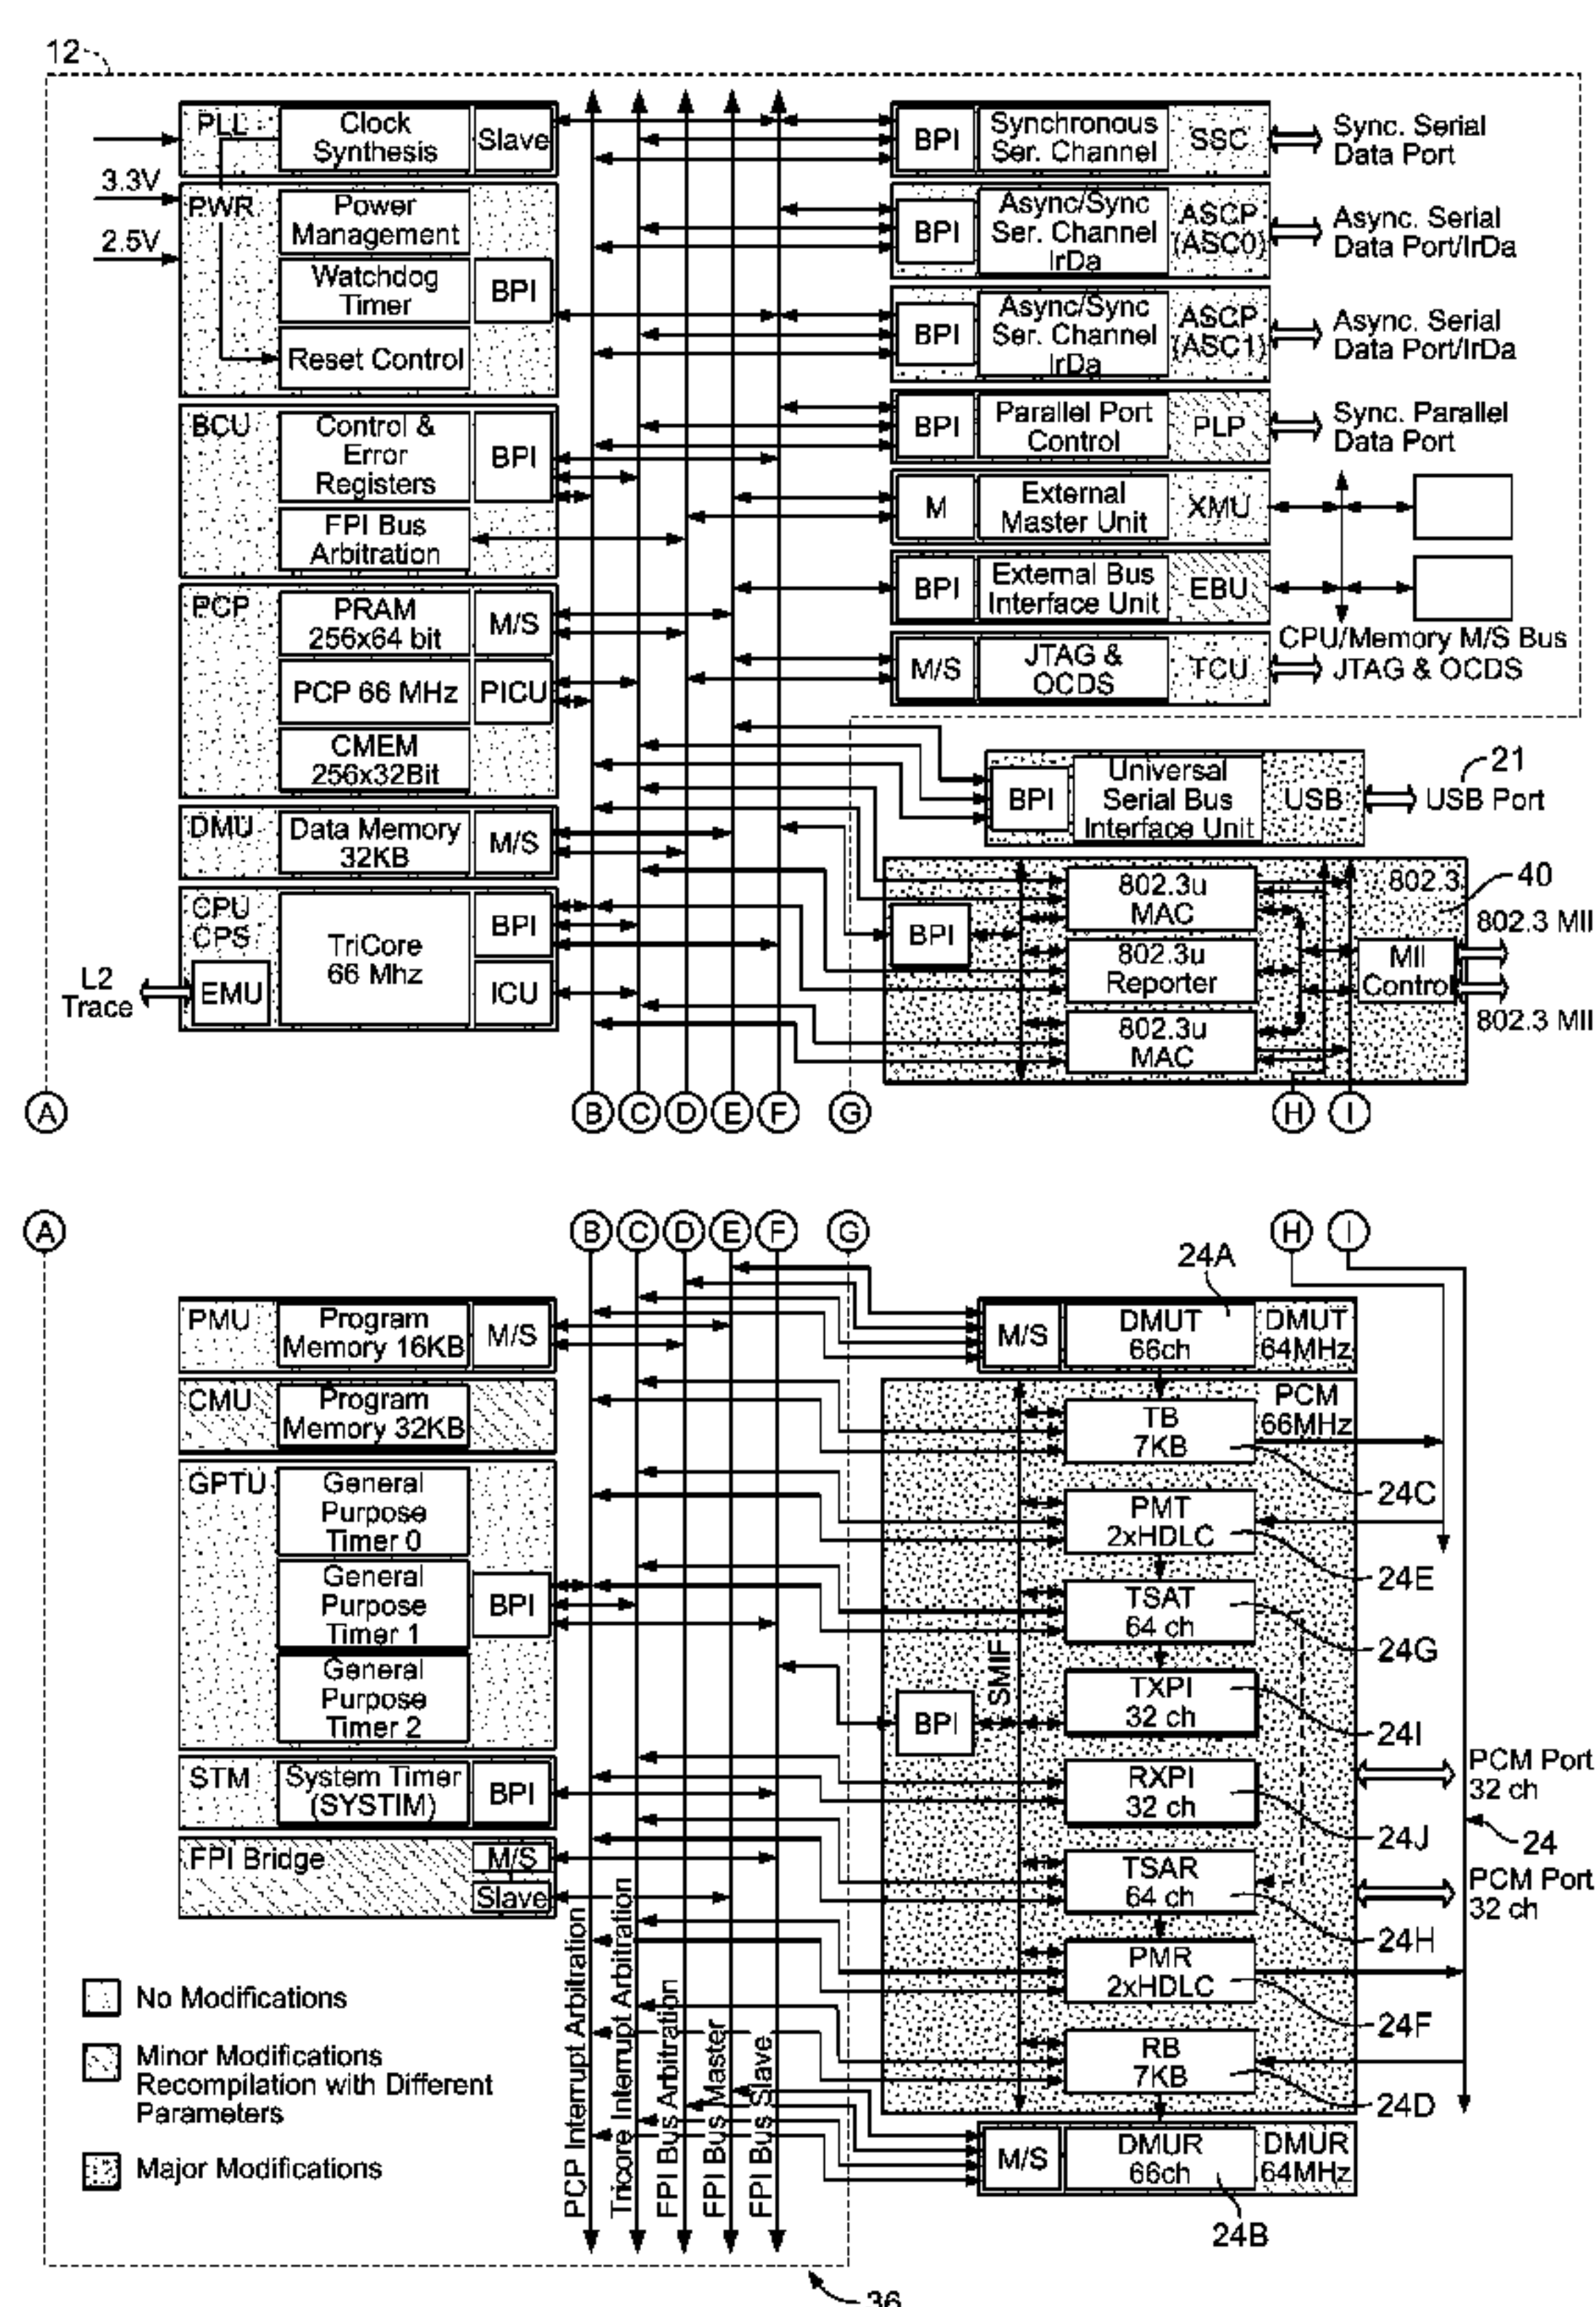 12
PLL
Clock
Synthesis
Slave
3.3V
PWR
Power
Management
2.5V
Watchdog
Timer
BPI
Reset Control
BCU
Control &
Error
Registers
BPI
FPI Bus
Arbitration
PCP
PRAM
256x64 bit
M/S
PCP 66 MHz
PICU
CMEM
256x32Bit
DMU
Data Memory
32KB
M/S
CPU
CPS
TriCore
66 Mhz
BPI
L2
Trace
EMU
ICU
BPI
Synchronous
Ser. Channel
SSC
Sync. Serial
Data Port
BPI
Async/Sync
Ser. Channel
IrDa
ASCP
(ASC0)
Async. Serial
Data Port/IrDa
BPI
Async/Sync
Ser. Channel
IrDa
ASCP
(ASC1)
Async. Serial
Data Port/IrDa
BPI
Parallel Port
Control
PLP
Sync. Parallel
Data Port
M
External
Master Unit
XMU
BPI
External Bus
Interface Unit
EBU
CPU/Memory M/S Bus
M/S
JTAG &
OCDS
TCU
JTAG & OCDS
BPI
Universal
Serial Bus
Interface Unit
USB
21
USB Port
BPI
802.3u
MAC
802.3
40
802.3 MII
802.3u
Reporter
MII
Control
802.3u
MAC
802.3 MII
A
B
C
D
E
F
G
H
I
A
B
C
D
E
F
G
H
I
PMU
Program
Memory 16KB
M/S
CMU
Program
Memory 32KB
GPTU
General
Purpose
Timer 0
General
Purpose
Timer 1
BPI
General
Purpose
Timer 2
STM
System Timer
(SYSTIM)
BPI
FPI Bridge
M/S
Slave
24A
M/S
DMUT
66ch
DMUT
64MHz
PCM
66MHz
TB
7KB
24C
PMT
2xHDLC
24E
TSAT
64 ch
24G
SMIF
BPI
TXPI
32 ch
24I
RXPI
32 ch
24J
PCM Port
32 ch
24
TSAR
64 ch
24H
PCM Port
32 ch
PMR
2xHDLC
24F
RB
7KB
24D
M/S
DMUR
66ch
DMUR
64MHz
24B
PCP Interrupt Arbitration
Tricore Interrupt Arbitration
FPI Bus Arbitration
FPI Bus Master
FPI Bus Slave
No Modifications
Minor Modifications
Recompilation with Different
Parameters
Major Modifications
36